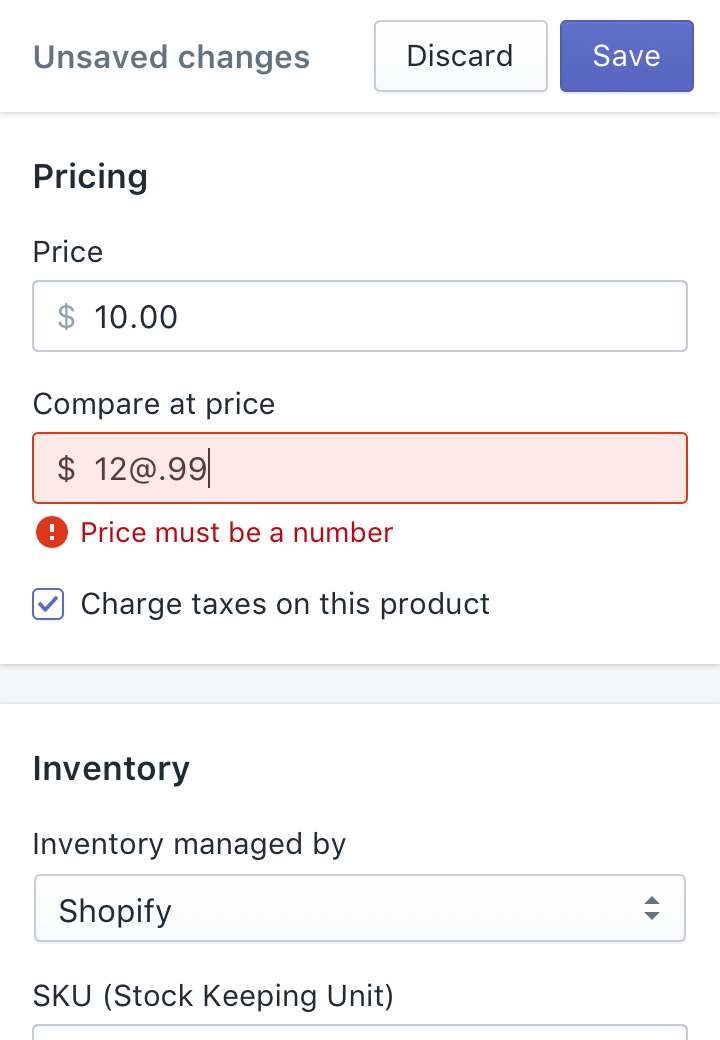 Unsaved changes Discard Save
Pricing
Price
$ 10.00
Compare at price
$ 12@.99
Price must be a number
Charge taxes on this product
Inventory
Inventory managed by
Shopify
SKU (Stock Keeping Unit)